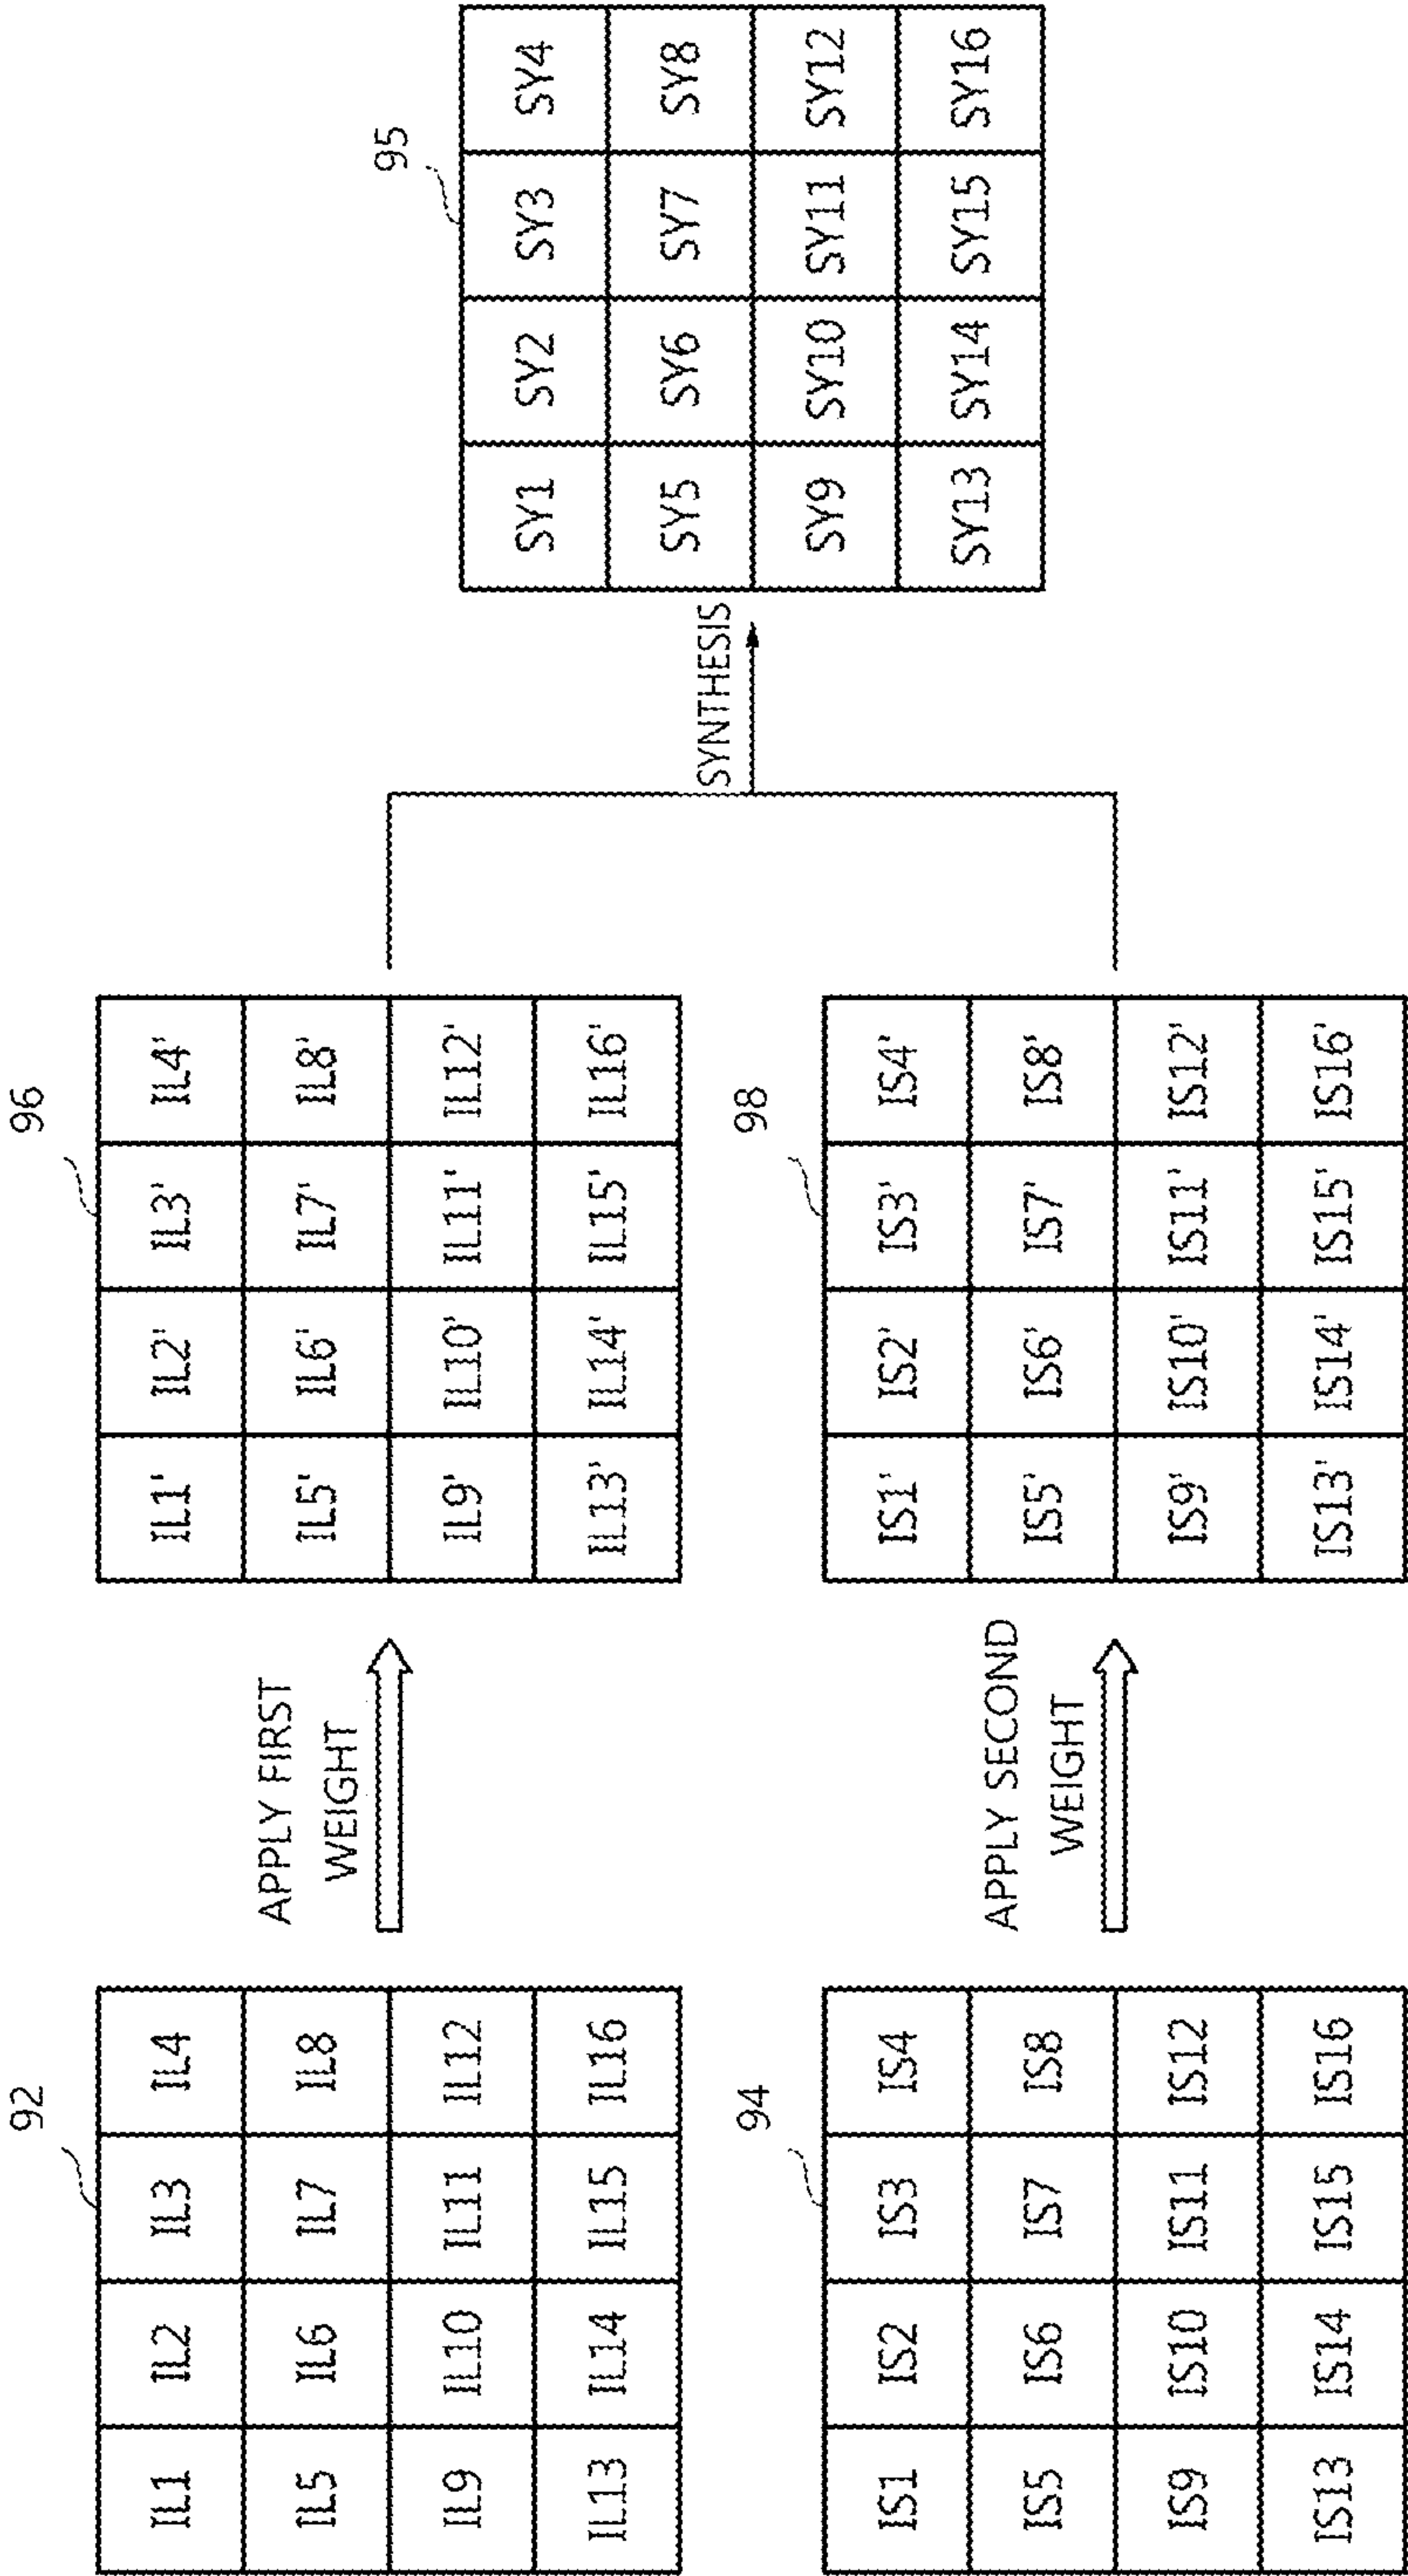 92
IL1 IL2 IL3 IL4
IL5 IL6 IL7 IL8
IL9 IL10 IL11 IL12
IL13 IL14 IL15 IL16
APPLY FIRST
WEIGHT
96
IL1' IL2' IL3' IL4'
IL5' IL6' IL7' IL8'
IL9' IL10' IL11' IL12'
IL13' IL14' IL15' IL16'
94
IS1 IS2 IS3 IS4
IS5 IS6 IS7 IS8
IS9 IS10 IS11 IS12
IS13 IS14 IS15 IS16
APPLY SECOND
WEIGHT
98
IS1' IS2' IS3' IS4'
IS5' IS6' IS7' IS8'
IS9' IS10' IS11' IS12'
IS13' IS14' IS15' IS16'
SYNTHESIS
95
SY1 SY2 SY3 SY4
SY5 SY6 SY7 SY8
SY9 SY10 SY11 SY12
SY13 SY14 SY15 SY16